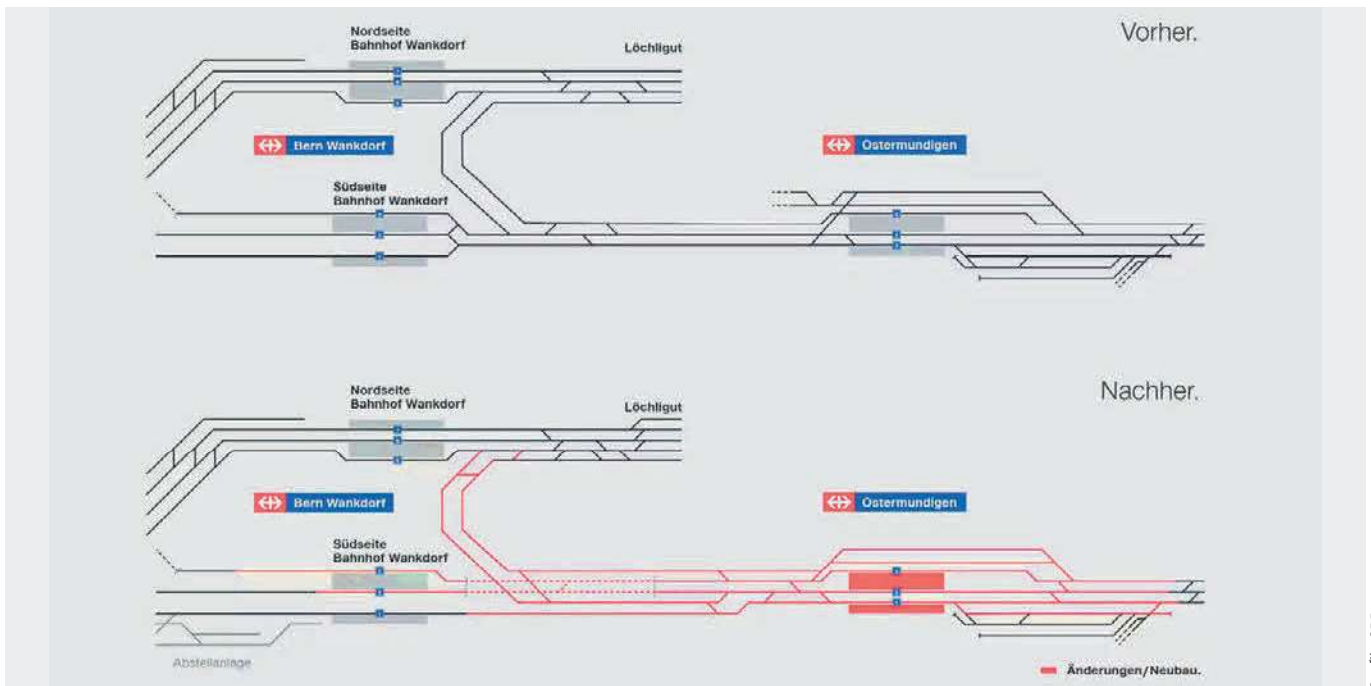 Vorher.
Nordseite
Bahnhof Wankdorf
Löchligut
Bern Wankdorf
Ostermundigen
Südseite
Bahnhof Wankdorf
Nachher.
Nordseite
Bahnhof Wankdorf
Löchligut
Bern Wankdorf
Ostermundigen
Südseite
Bahnhof Wankdorf
Abstellanlage
Änderungen/Neubau.